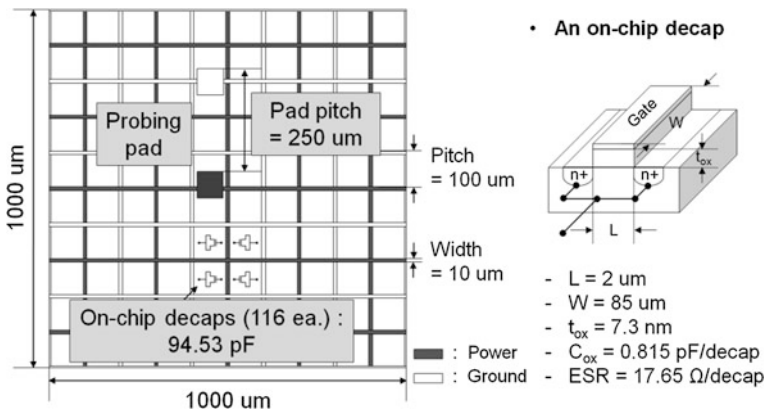 1000 um
Probing
pad
Pad pitch
= 250 um
Pitch
= 100 um
Width
= 10 um
On-chip decaps (116 ea.) :
94.53 pF
1000 um
: Power
: Ground
• An on-chip decap
Gate
W
tox
n+
n+
L
- L = 2 um
- W = 85 um
- tox = 7.3 nm
- Cox = 0.815 pF/decap
- ESR = 17.65 Ω/decap